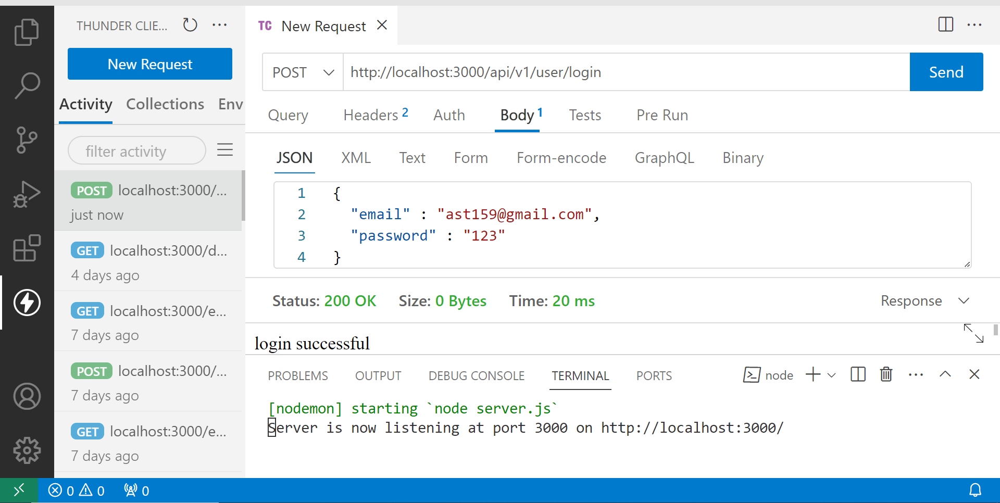 THUNDER CLIE...
New Request
Activity Collections Env
filter activity
POST localhost:3000/...
just now
GET localhost:3000/d...
4 days ago
GET localhost:3000/e...
7 days ago
POST localhost:3000/...
7 days ago
GET localhost:3000/e...
7 days ago
TC New Request
POST http://localhost:3000/api/v1/user/login Send
Query Headers 2 Auth Body 1 Tests Pre Run
JSON XML Text Form Form-encode GraphQL Binary
1 {
2 "email" : "ast159@gmail.com",
3 "password" : "123"
4 }
Status: 200 OK Size: 0 Bytes Time: 20 ms Response
login successful
PROBLEMS OUTPUT DEBUG CONSOLE TERMINAL PORTS node
[nodemon] starting `node server.js`
Server is now listening at port 3000 on http://localhost:3000/
0 0 0